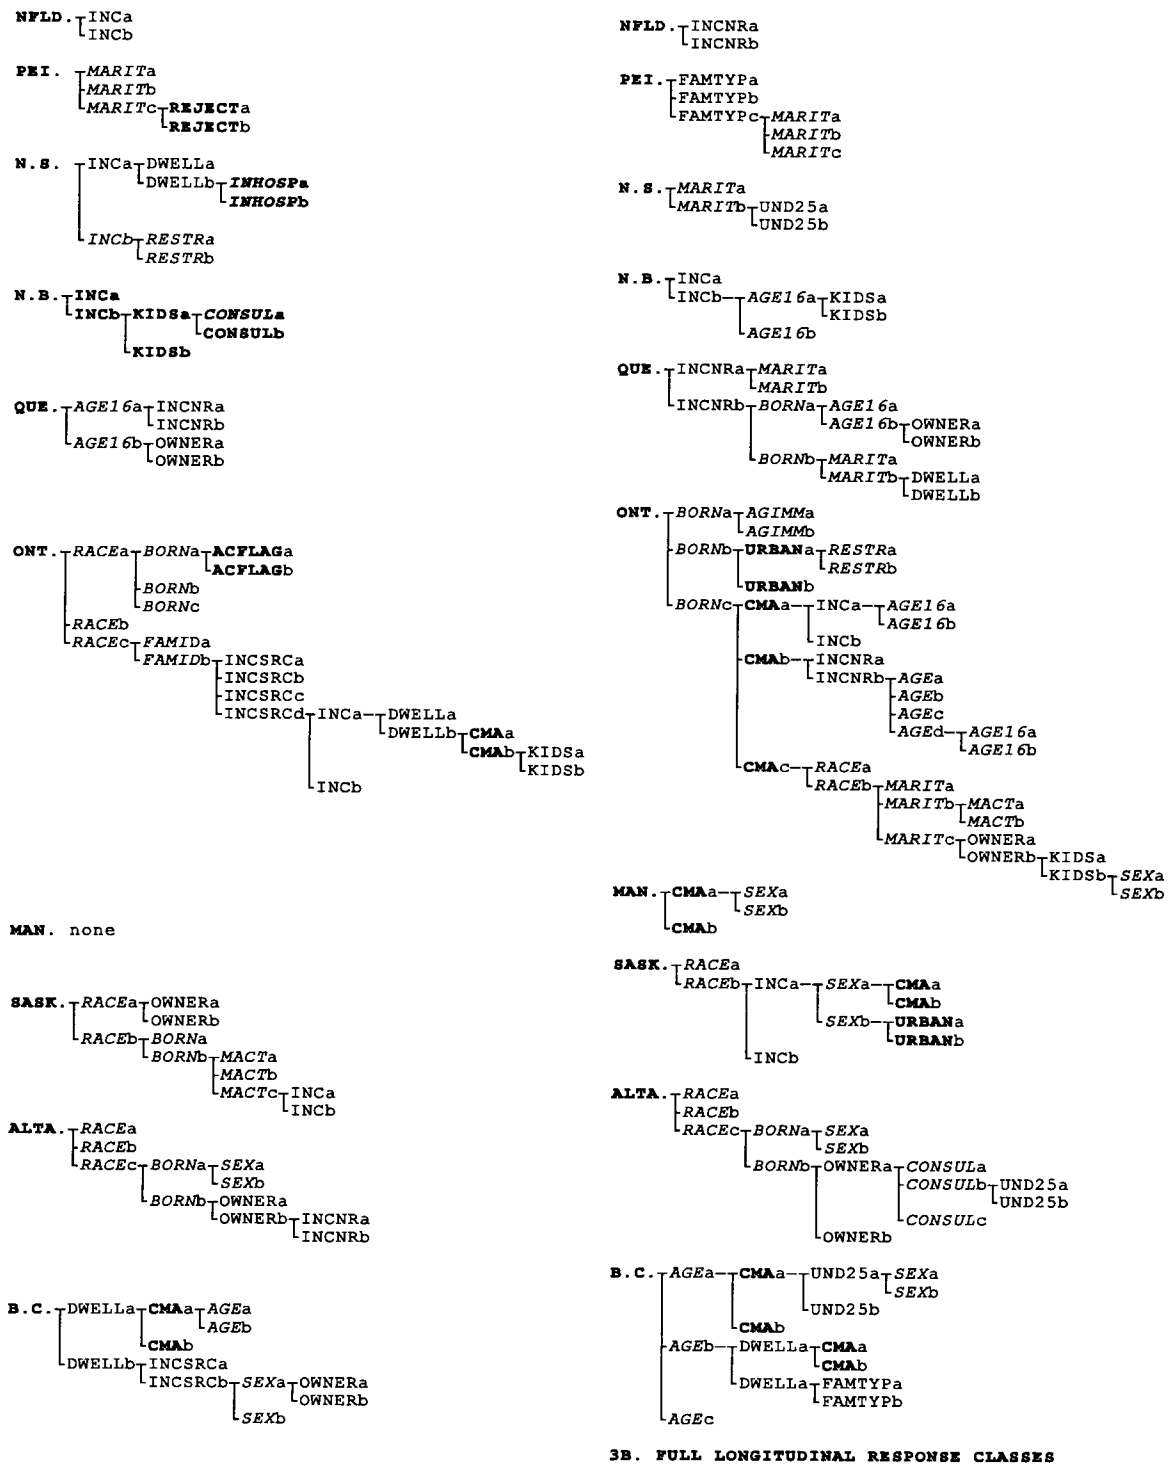 NFLD. INCa
INCb
PEI. MARITa
MARITb
MARITc REJECTa
REJECTb
N.S. INCa DWELLa
DWELLb INHOSPa
INHOSPb
INCb RESTRa
RESTRb
N.B. INCa
INCb KIDSa CONSULa
CONSULb
KIDSb
QUE. AGE16a INCNRa
INCNRb
AGE16b OWNERa
OWNERb
ONT. RACEa BORNa ACFLAGa
ACFLAGb
BORNb
BORNc
RACEb
RACEc FAMIDa
FAMIDb INCSRCa
INCSRCb
INCSRCc
INCSRCd INCa DWELLa
DWELLb CMAa
CMAb KIDSa
KIDSb
INCb
MAN. none
SASK. RACEa OWNERa
OWNERb
RACEb BORNa
BORNb MACTa
MACTb
MACTc INCa
INCb
ALTA. RACEa
RACEb
RACEc BORNa SEXa
SEXb
BORNb OWNERa
OWNERb INCNRa
INCNRb
B.C. DWELLa CMAa AGEa
AGEb
CMAb
DWELLb INCSRCa
INCSRCb SEXa OWNERa
OWNERb
SEXb
NFLD. INCNRa
INCNRb
PEI. FAMTYPa
FAMTYPb
FAMTYPc MARITa
MARITb
MARITc
N.S. MARITa
MARITb UND25a
UND25b
N.B. INCa
INCb AGE16a KIDSa
KIDSb
AGE16b
QUE. INCNRa MARITa
MARITb
INCNRb BORNa AGE16a
AGE16b OWNERa
OWNERb
BORNb MARITa
MARITb DWELLa
DWELLb
ONT. BORNa AGIMMa
AGIMMb
BORNb URBANa RESTRa
RESTRb
URBANb
BORNc CMAa INCa AGE16a
AGE16b
INCb
CMAb INCNRa
INCNRb AGEa
AGEb
AGEc
AGEd AGE16a
AGE16b
CMAc RACEa
RACEb MARITa
MARITb MACTa
MACTb
MARITc OWNERa
OWNERb KIDSa
KIDSb SEXa
SEXb
MAN. CMAa SEXa
SEXb
CMAb
SASK. RACEa
RACEb INCa SEXa CMAa
CMAb
SEXb URBANa
URBANb
INCb
ALTA. RACEa
RACEb
RACEc BORNa SEXa
SEXb
BORNb OWNERa CONSULa
CONSULb UND25a
UND25b
CONSULc
OWNERb
B.C. AGEa CMAa UND25a SEXa
SEXb
UND25b
CMAb
AGEb DWELLa CMAa
CMAb
DWELLa FAMTYPa
FAMTYPb
AGEc
3B. FULL LONGITUDINAL RESPONSE CLASSES